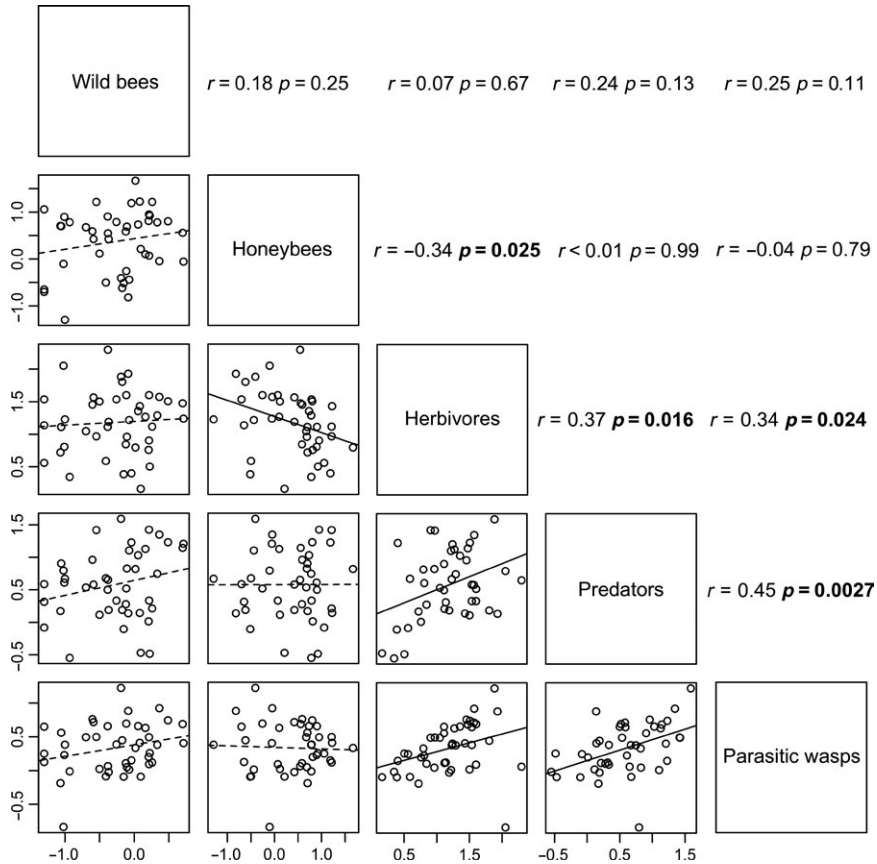 Wild bees r = 0.18 p = 0.25 r = 0.07 p = 0.67 r = 0.24 p = 0.13 r = 0.25 p = 0.11
1.0
0.0
−1.0
Honeybees r = −0.34 p = 0.025 r < 0.01 p = 0.99 r = −0.04 p = 0.79
1.5
0.5
Herbivores r = 0.37 p = 0.016 r = 0.34 p = 0.024
1.5
0.5
−0.5
Predators r = 0.45 p = 0.0027
0.5
−0.5
Parasitic wasps
−1.0 0.0 −1.0 0.0 1.0 0.5 1.5 −0.5 0.5 1.5